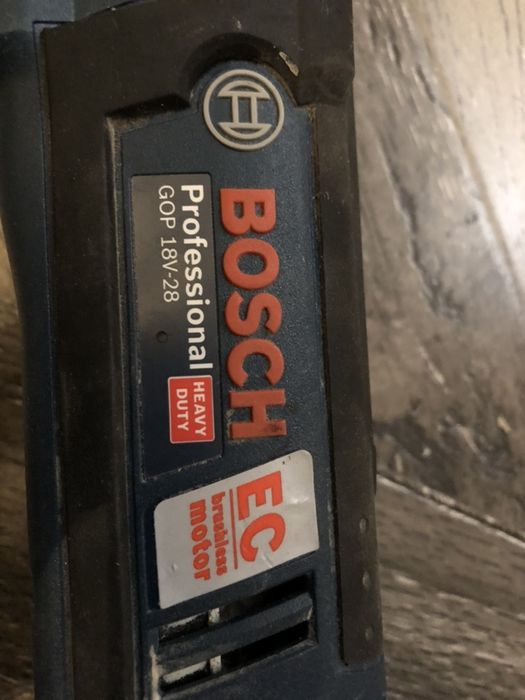 BOSCH
Professional
GOP 18V-28
HEAVY
DUTY
EC
brushless
motor